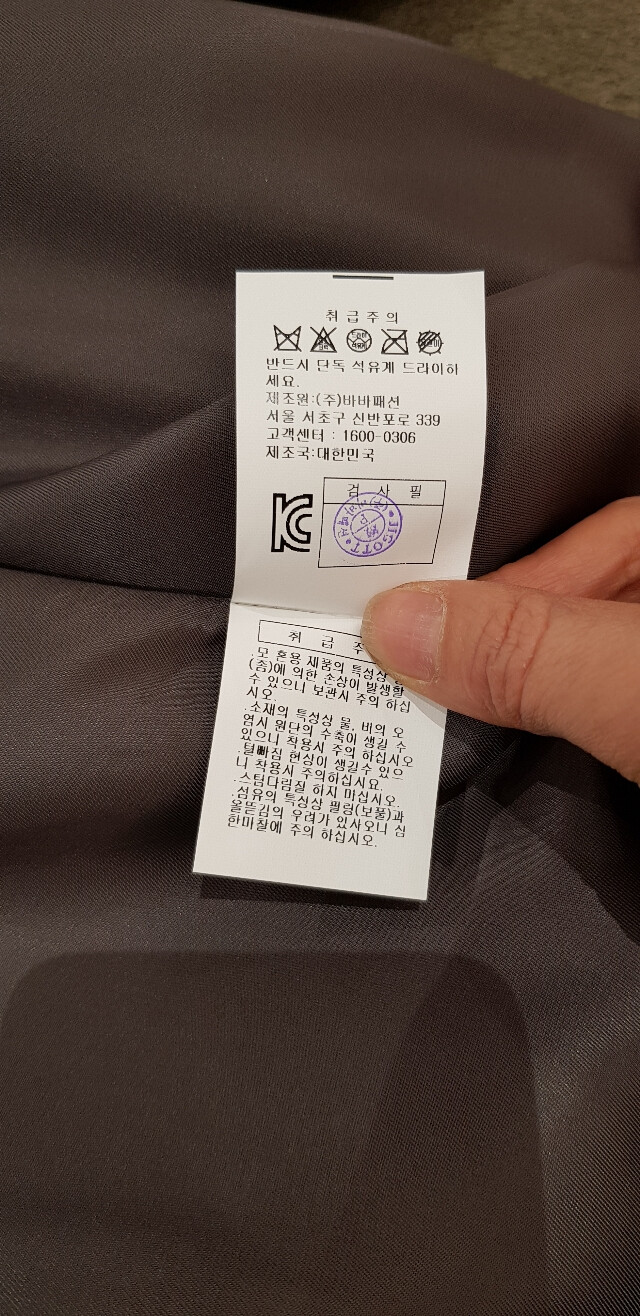 취급주의
반드시 단독 석유계 드라이하
세요.
제조원:(주)바바패션
서울 서초구 신반포로 339
고객센터 : 1600-0306
제조국:대한민국
검 사 필
JIGOTT
취 급 주
.모 혼용 제품의 특성상
(좀)에 의한 손상이 발생할
수 있으니 보관시 주의 하십
시오.
.소재의 특성상 물, 비의 오
염시 원단의 수축이 생길 수
있으니 착용시 주의 하십시오
.털빠짐 현상이 생길수 있으
니 착용시 주의하십시요.
.스팀다림질 하지 마십시오.
.섬유의 특성상 필링(보풀)과
올뜯김의 우려가 있사오니 심
한마찰에 주의 하십시오.